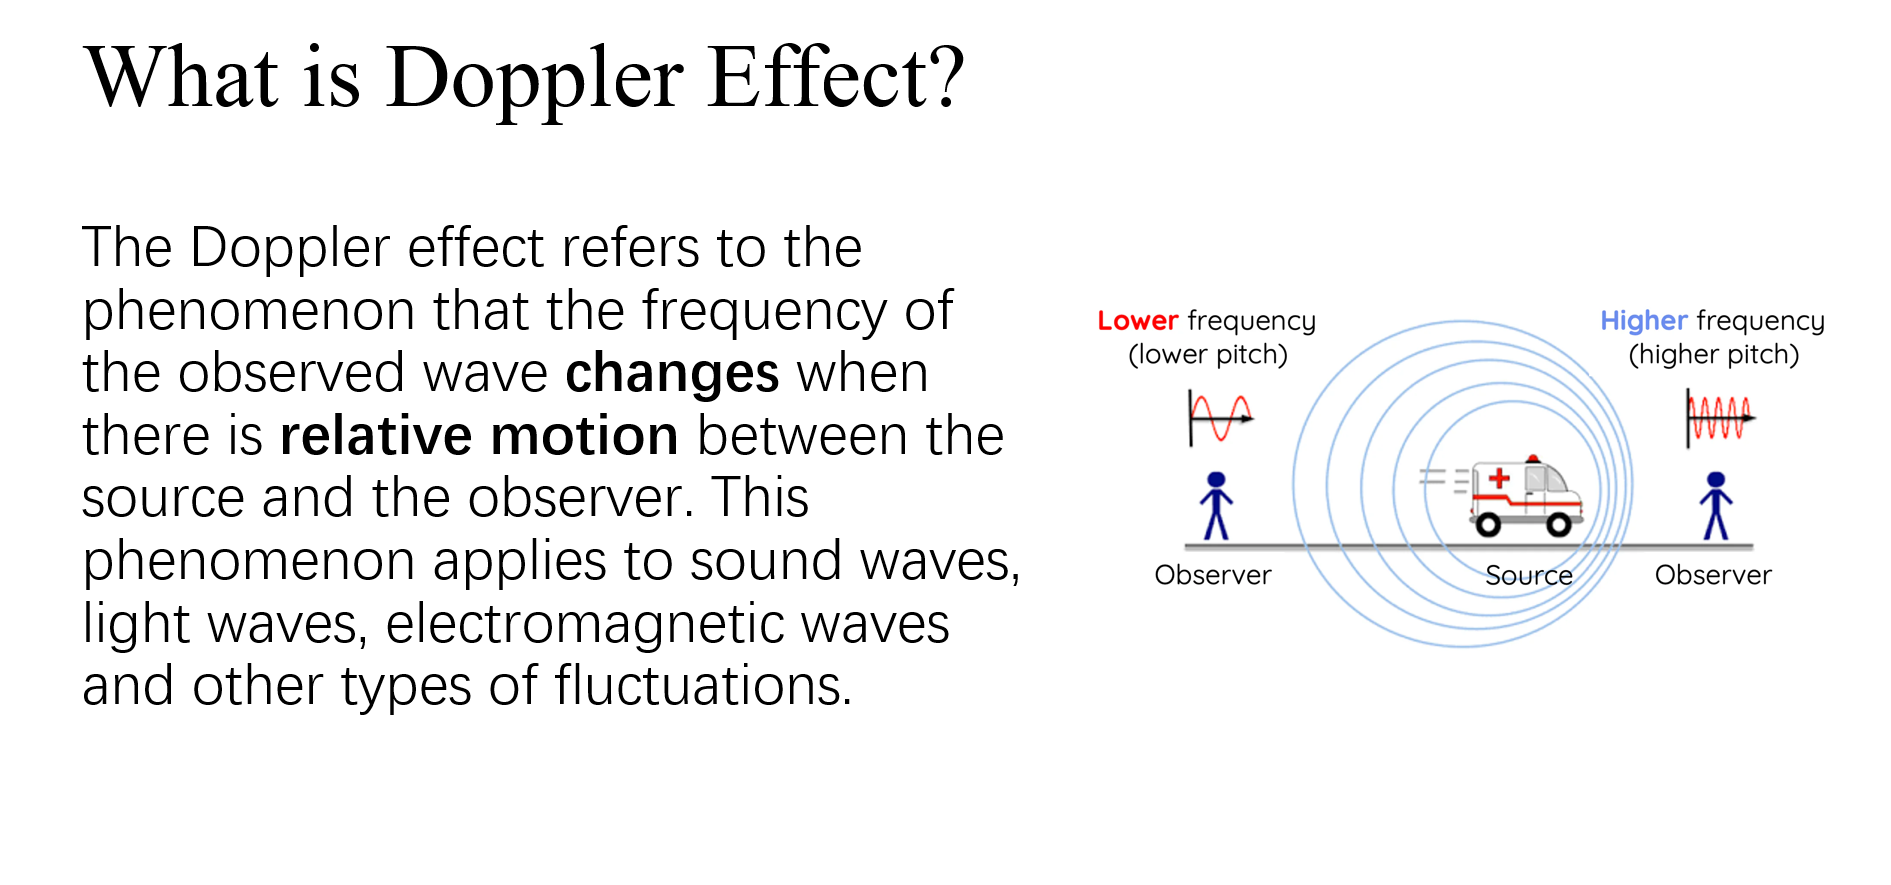 What is Doppler Effect?
The Doppler effect refers to the
phenomenon that the frequency of
the observed wave changes when
there is relative motion between the
source and the observer. This
phenomenon applies to sound waves,
light waves, electromagnetic waves
and other types of fluctuations.
Lower frequency
(lower pitch)
Higher frequency
(higher pitch)
Observer
Source
Observer